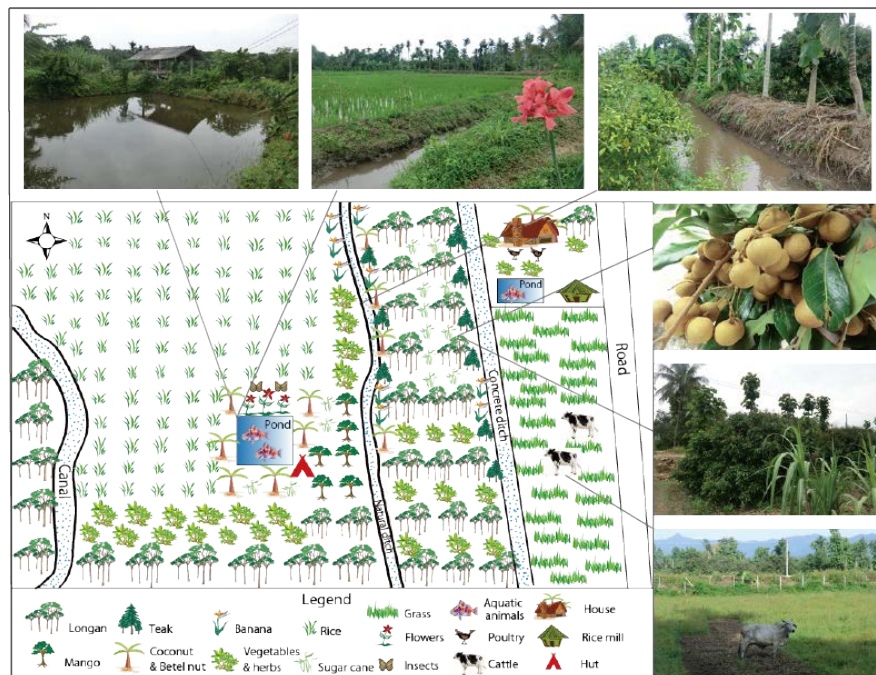 N
Pond
Road
Concrete ditch
Pond
Canal
Natural ditch
Legend
Longan
Teak
Banana
Rice
Grass
Aquatic
animals
House
Flowers
Poultry
Rice mill
Mango
Coconut
& Betel nut
Vegetables
& herbs
Sugar cane
Insects
Cattle
Hut